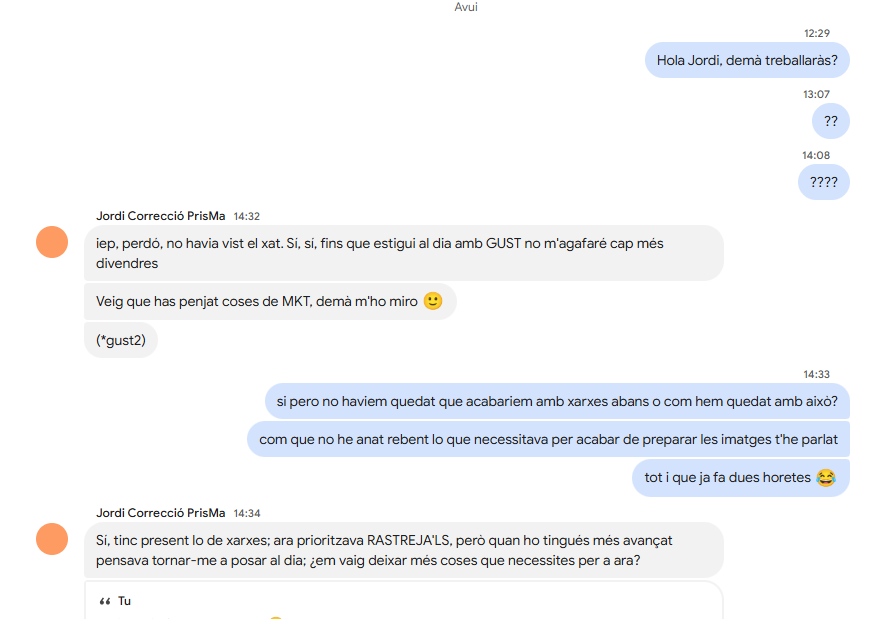 Avui
12:29
Hola Jordi, demà treballaràs?
13:07
??
14:08
????
Jordi Correcció PrisMa 14:32
iep, perdó, no havia vist el xat. Sí, sí, fins que estigui al dia amb GUST no m'agafaré cap més
divendres
Veig que has penjat coses de MKT, demà m'ho miro 🙂
(*gust2)
14:33
si pero no haviem quedat que acabariem amb xarxes abans o com hem quedat amb això?
com que no he anat rebent lo que necessitava per acabar de preparar les imatges t'he parlat
tot i que ja fa dues horetes 😂
Jordi Correcció PrisMa 14:34
Sí, tinc present lo de xarxes; ara prioritzava RASTREJA'LS, però quan ho tingués més avançat
pensava tornar-me a posar al dia; ¿em vaig deixar més coses que necessites per a ara?
“ Tu